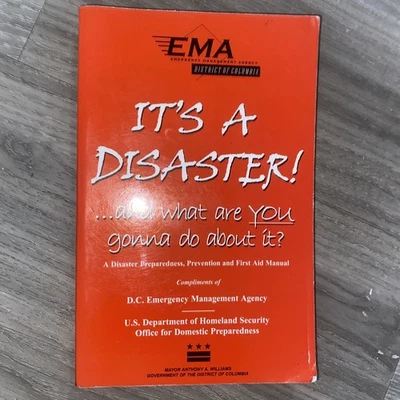 EMA
EMERGENCY MANAGEMENT AGENCY
DISTRICT OF COLUMBIA
IT'S A
DISASTER!
...and what are YOU
gonna do about it?
A Disaster Preparedness, Prevention and First Aid Manual
Compliments of
D.C. Emergency Management Agency
U.S. Department of Homeland Security
Office for Domestic Preparedness
MAYOR ANTHONY A. WILLIAMS
GOVERNMENT OF THE DISTRICT OF COLUMBIA